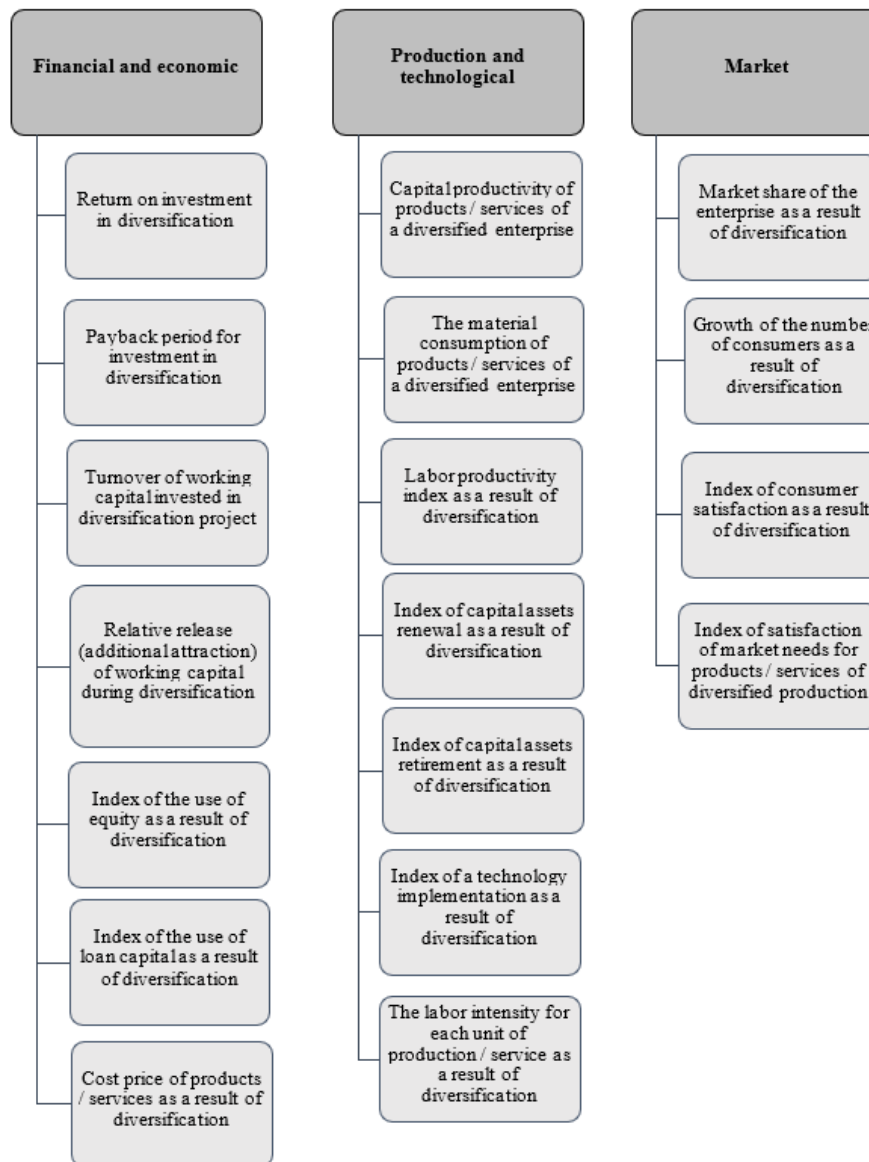 Financial and economic
Return on investment
in diversification
Payback period for
investment in
diversification
Turnover of working
capital invested in
diversification project
Relative release
(additional attraction)
of working capital
during diversification
Index of the use of
equity as a result of
diversification
Index of the use of
loan capital as a result
of diversification
Cost price of products
/ services as a result of
diversification
Production and
technological
Capital productivity of
products / services of
a diversified enterprise
The material
consumption of
products / services of
a diversified enterprise
Labor productivity
index as a result of
diversification
Index of capital assets
renewal as a result of
diversification
Index of capital assets
retirement as a result
of diversification
Index of a technology
implementation as a
result of
diversification
The labor intensity for
each unit of
production / service as
a result of
diversification
Market
Market share of the
enterprise as a result
of diversification
Growth of the number
of consumers as a
result of
diversification
Index of consumer
satisfaction as a result
of diversification
Index of satisfaction
of market needs for
products / services of
diversified production